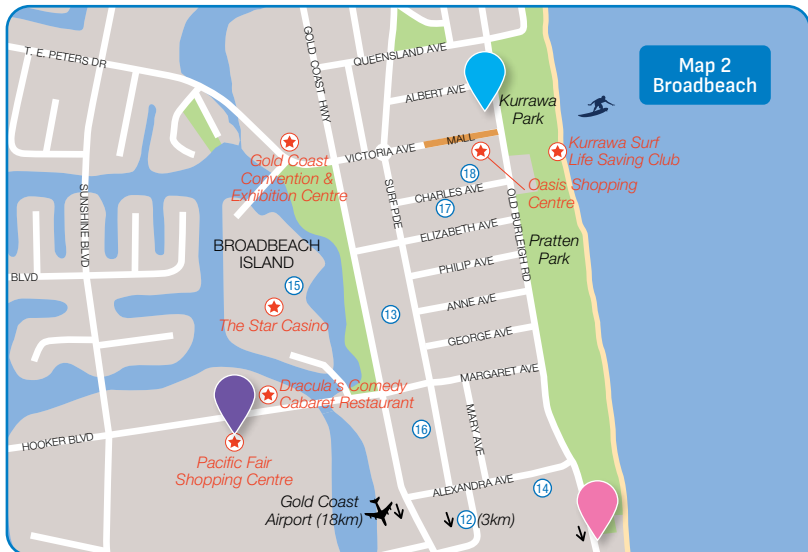 Map 2
Broadbeach
T. E. PETERS DR
GOLD COAST HWY
QUEENSLAND AVE
ALBERT AVE
Kurrawa
Park
MALL
VICTORIA AVE
Gold Coast
Convention &
Exhibition Centre
Kurrawa Surf
Life Saving Club
18
Oasis Shopping
Centre
CHARLES AVE
17
SURF PDE
OLD BURLEIGH RD
SUNSHINE BLVD
ELIZABETH AVE
Pratten
Park
BROADBEACH
ISLAND
BLVD
PHILIP AVE
15
ANNE AVE
The Star Casino
13
GEORGE AVE
MARGARET AVE
Dracula's Comedy
Cabaret Restaurant
MARY AVE
HOOKER BLVD
16
Pacific Fair
Shopping Centre
ALEXANDRA AVE
14
Gold Coast
Airport (18km)
12 (3km)